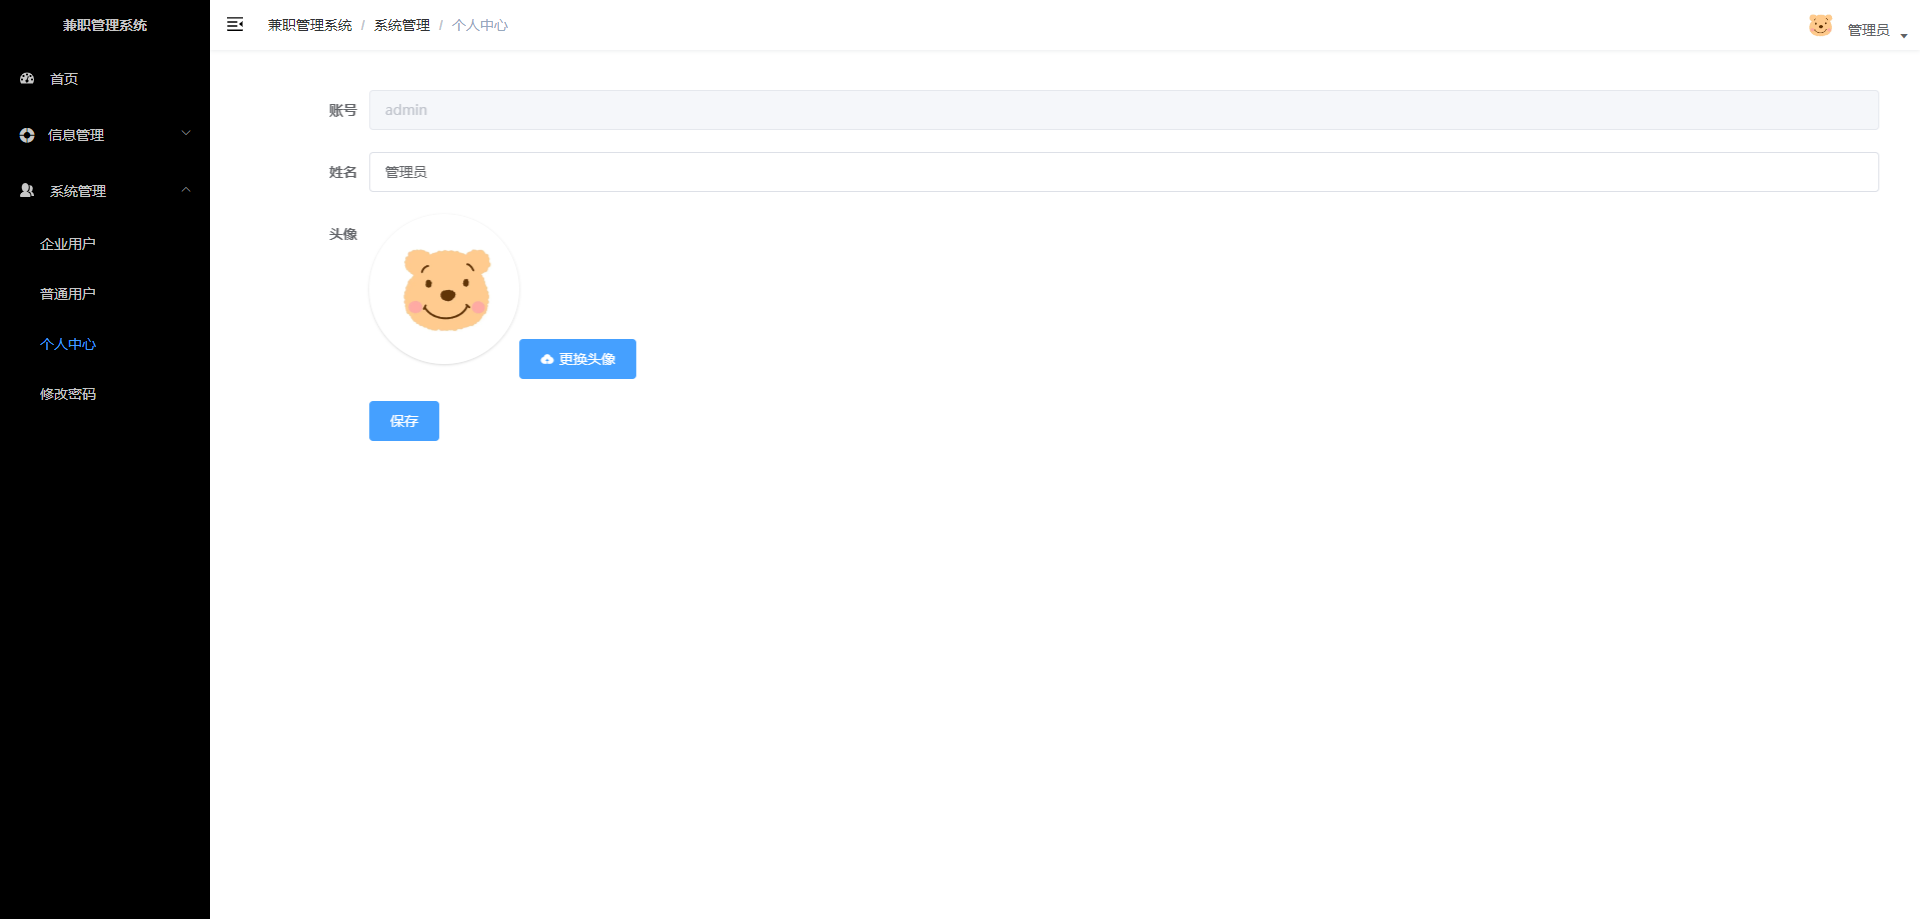 兼职管理系统
首页
信息管理
系统管理
企业用户
普通用户
个人中心
修改密码
兼职管理系统 / 系统管理 / 个人中心
管理员
账号 admin
姓名 管理员
头像
更换头像
保存